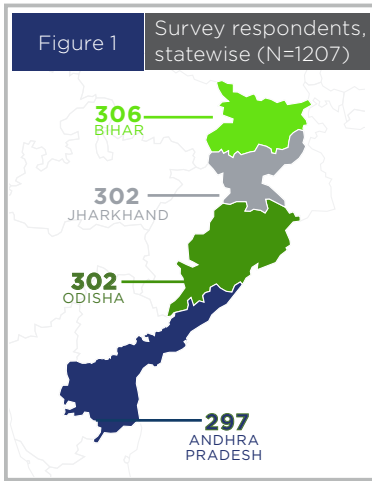 Figure 1
Survey respondents,
statewise (N=1207)
306
BIHAR
302
JHARKHAND
302
ODISHA
297
ANDHRA
PRADESH